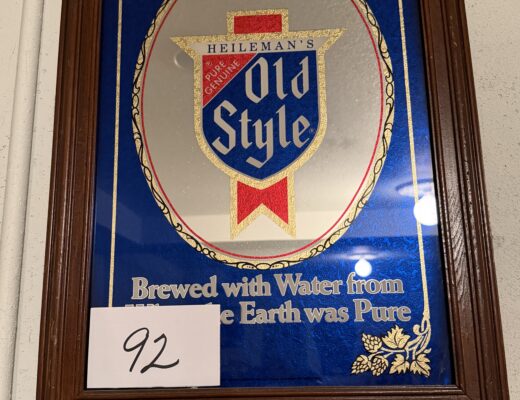 HEILEMAN'S
PURE
GENUINE
Old
Style
Brewed with Water from
e Earth was Pure
92